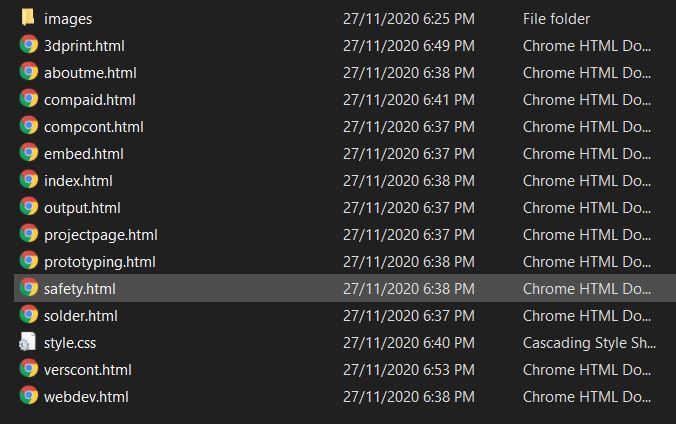 images 27/11/2020 6:25 PM File folder
3dprint.html 27/11/2020 6:49 PM Chrome HTML Do...
aboutme.html 27/11/2020 6:38 PM Chrome HTML Do...
compaid.html 27/11/2020 6:41 PM Chrome HTML Do...
compcont.html 27/11/2020 6:37 PM Chrome HTML Do...
embed.html 27/11/2020 6:37 PM Chrome HTML Do...
index.html 27/11/2020 6:38 PM Chrome HTML Do...
output.html 27/11/2020 6:37 PM Chrome HTML Do...
projectpage.html 27/11/2020 6:37 PM Chrome HTML Do...
prototyping.html 27/11/2020 6:38 PM Chrome HTML Do...
safety.html 27/11/2020 6:38 PM Chrome HTML Do...
solder.html 27/11/2020 6:37 PM Chrome HTML Do...
style.css 27/11/2020 6:40 PM Cascading Style Sh...
verscont.html 27/11/2020 6:53 PM Chrome HTML Do...
webdev.html 27/11/2020 6:38 PM Chrome HTML Do...